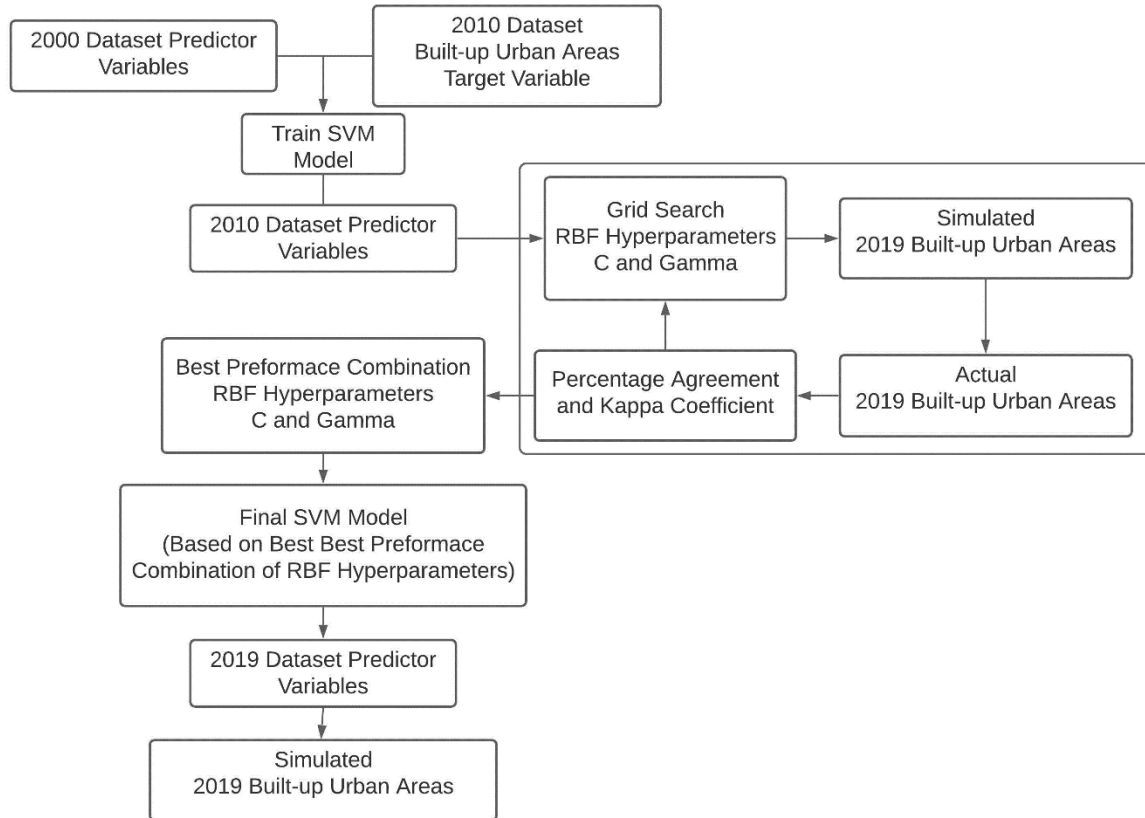 2000 Dataset Predictor
Variables
2010 Dataset
Built-up Urban Areas
Target Variable
Train SVM
Model
2010 Dataset Predictor
Variables
Grid Search
RBF Hyperparameters
C and Gamma
Simulated
2019 Built-up Urban Areas
Actual
2019 Built-up Urban Areas
Percentage Agreement
and Kappa Coefficient
Best Preformace Combination
RBF Hyperparameters
C and Gamma
Final SVM Model
(Based on Best Best Preformace
Combination of RBF Hyperparameters)
2019 Dataset Predictor
Variables
Simulated
2019 Built-up Urban Areas